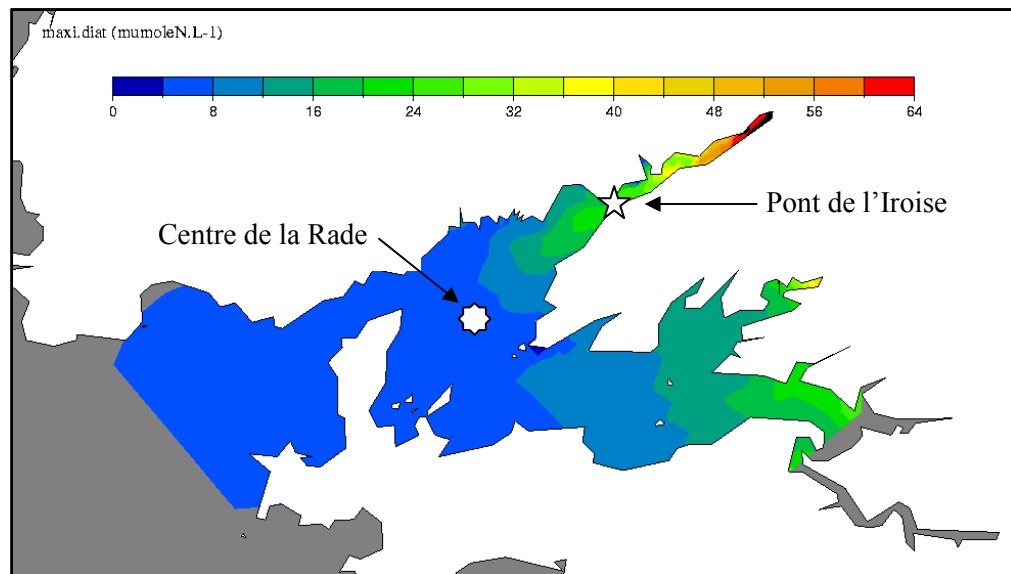 maxi.diat (mumoleN.L-1)
0 8 16 24 32 40 48 56 64
Pont de l’Iroise
Centre de la Rade